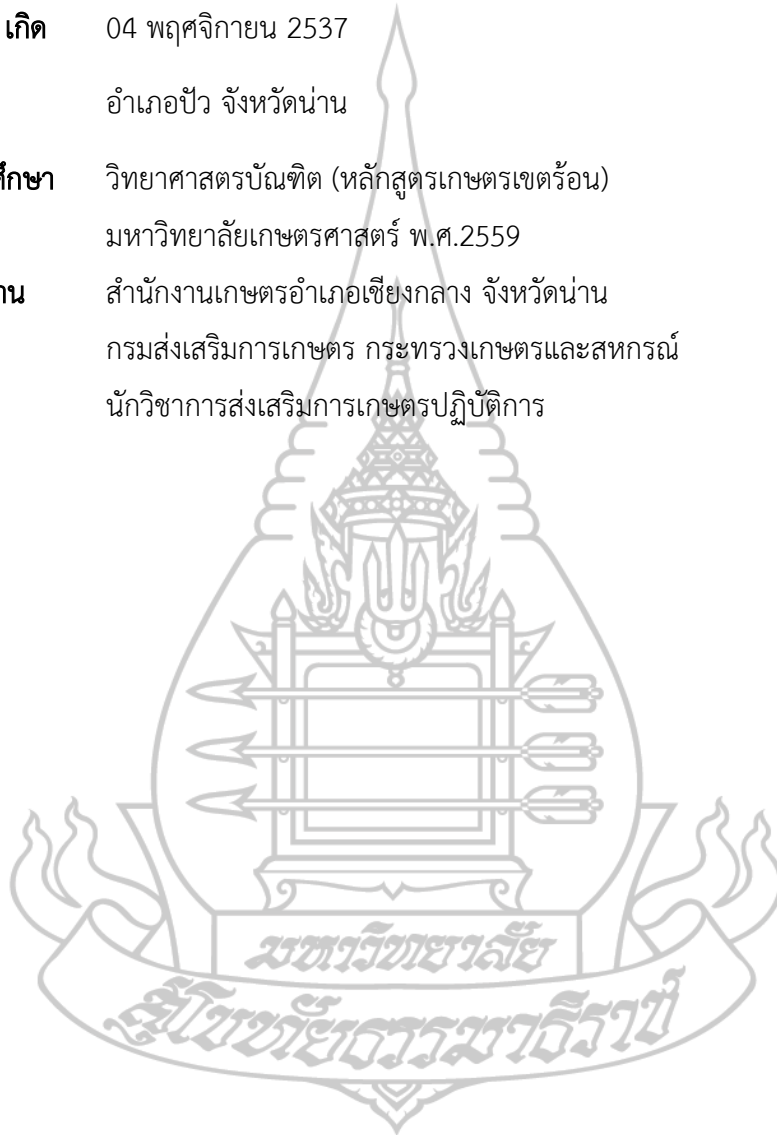 เกิด 04 พฤศจิกายน 2537
อำเภอปัว จังหวัดน่าน
วิทยาศาสตรบัณฑิต (หลักสูตรเกษตรเขตร้อน)
มหาวิทยาลัยเกษตรศาสตร์ พ.ศ.2559
สำนักงานเกษตรอำเภอเชียงกลาง จังหวัดน่าน
กรมส่งเสริมการเกษตร กระทรวงเกษตรและสหกรณ์
นักวิชาการส่งเสริมการเกษตรปฏิบัติการ
มหาวิทยาลัย
สุโขทัยธรรมาธิราช